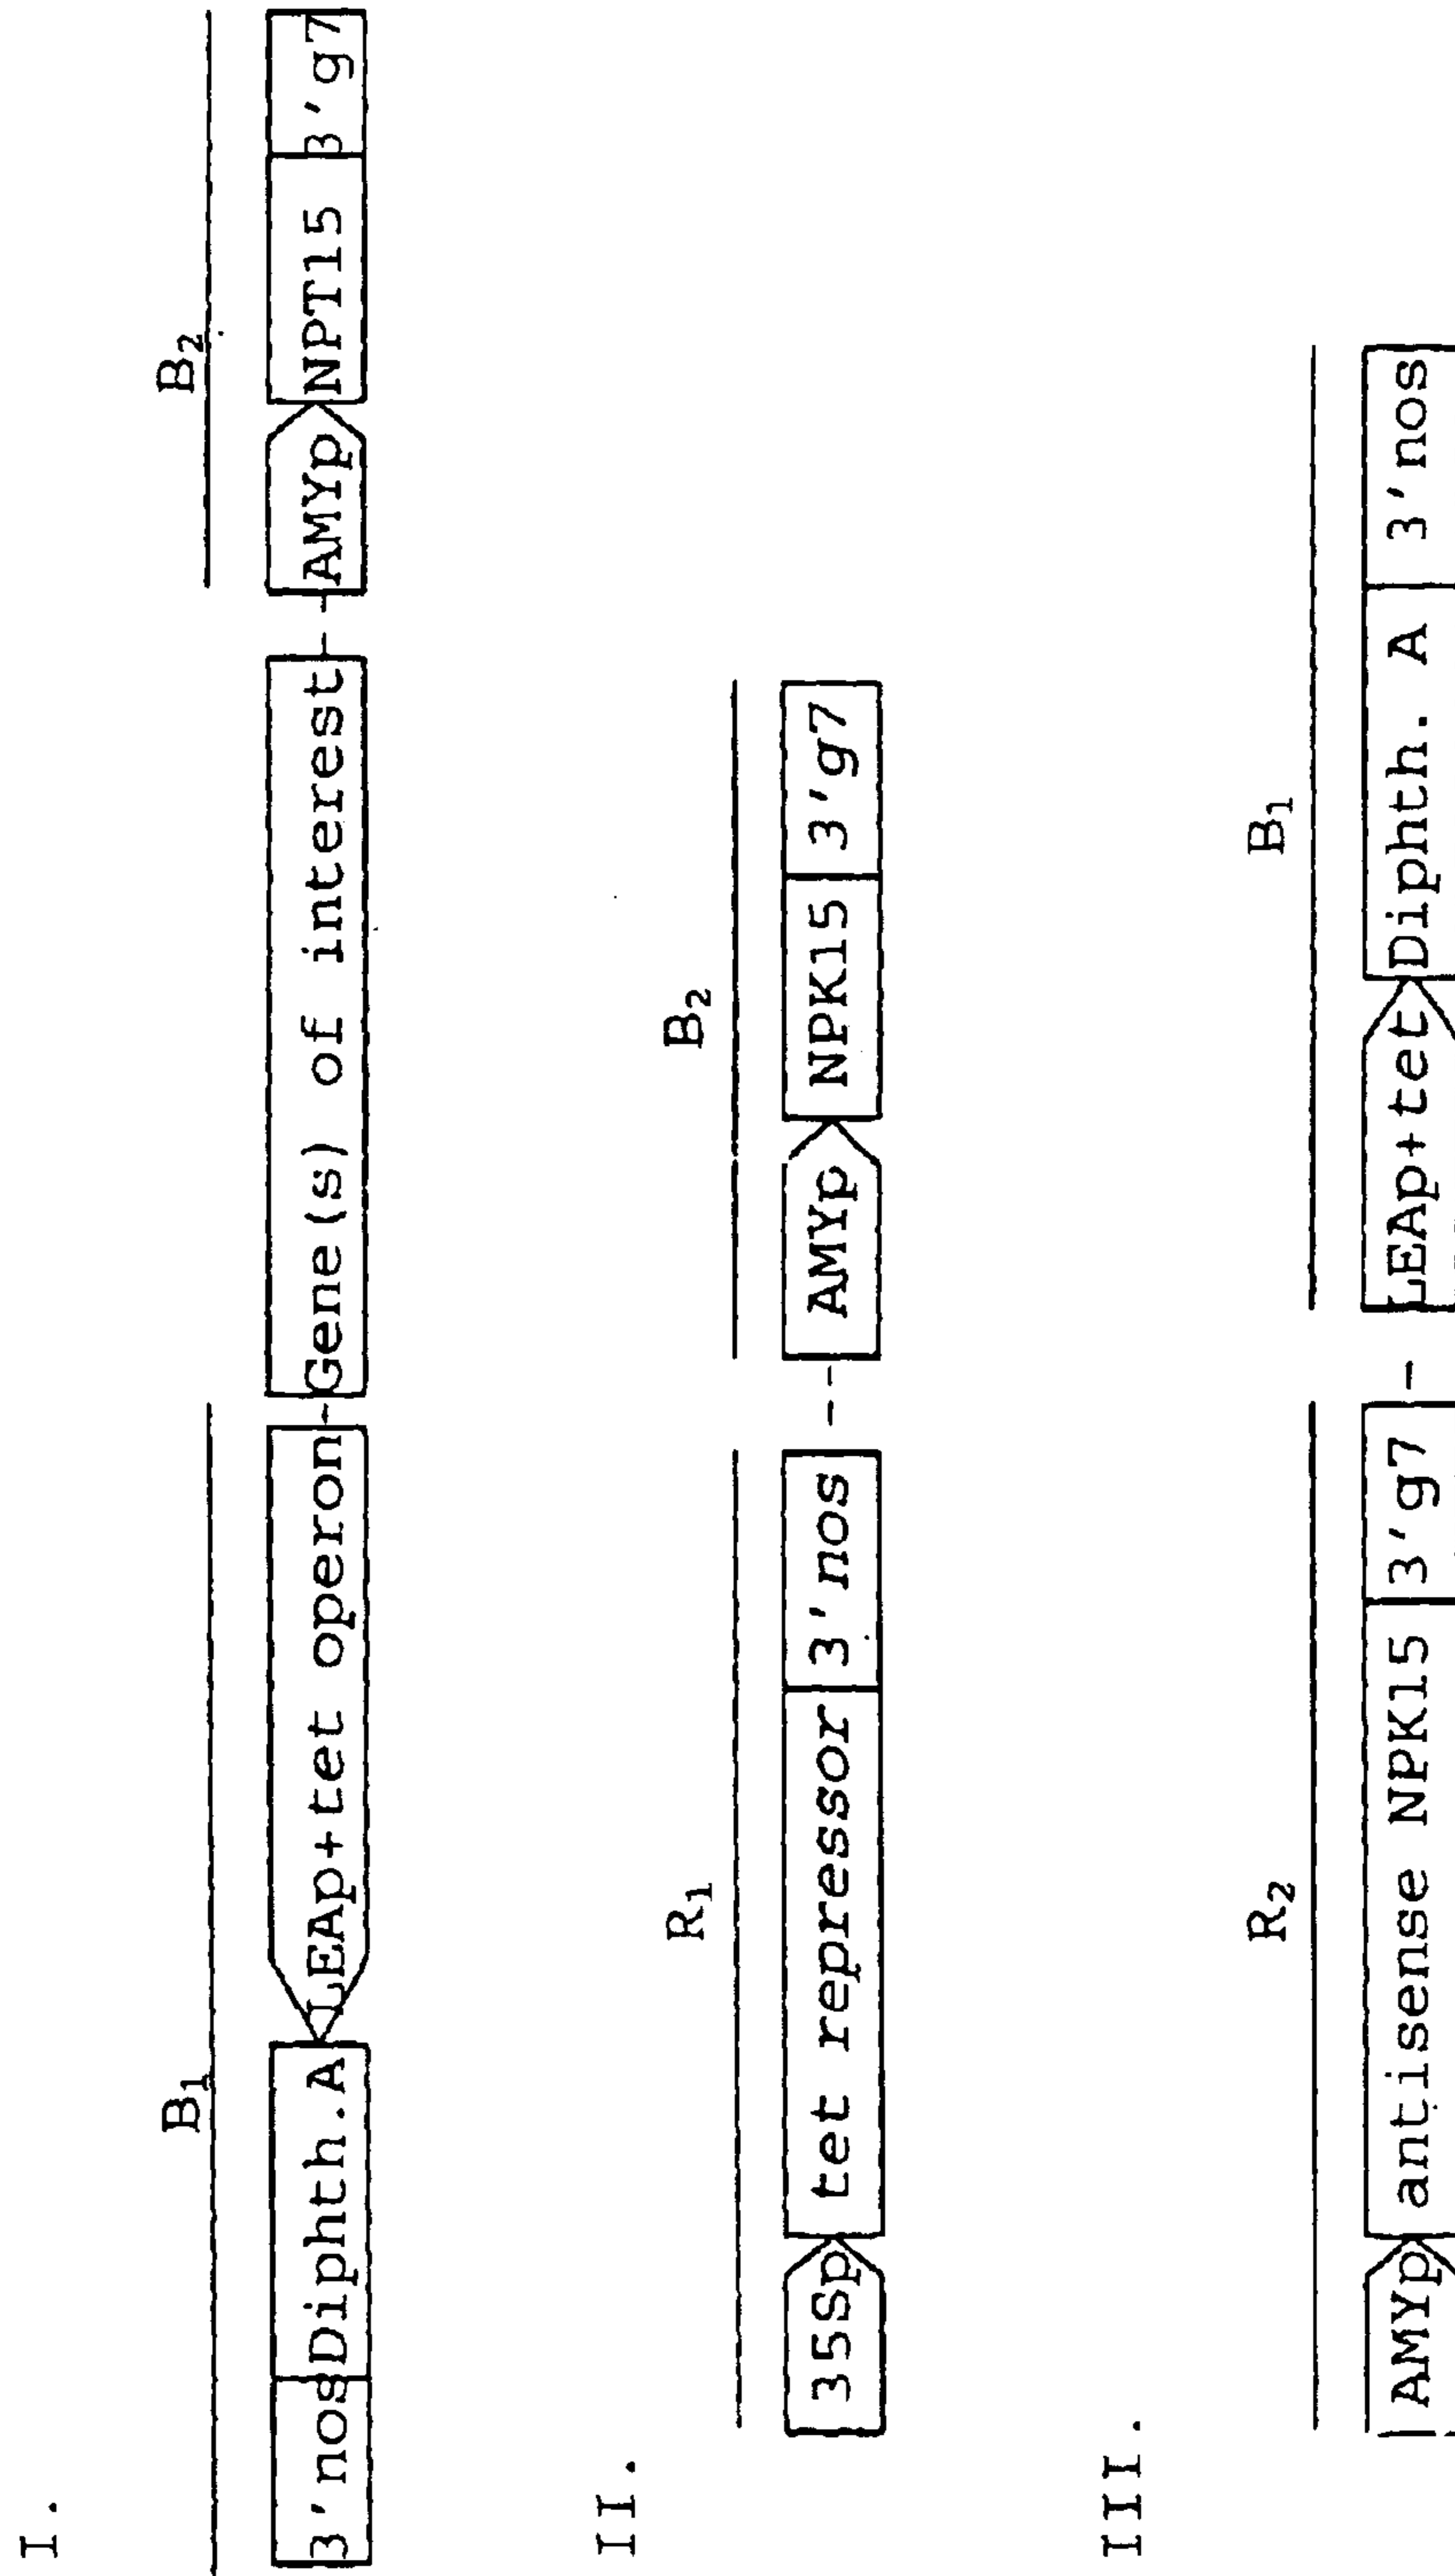 I.
B₁ B₂
3'nos Diphth.A LEAp+tet operon Gene(s) of interest AMYp NPT15 3'g7
II.
R₁ B₂
35Sp tet repressor 3'nos AMYp NPK15 3'g7
III.
R₂ B₁
AMYp antisense NPK15 3'g7 LEAp+tet Diphth. A 3'nos